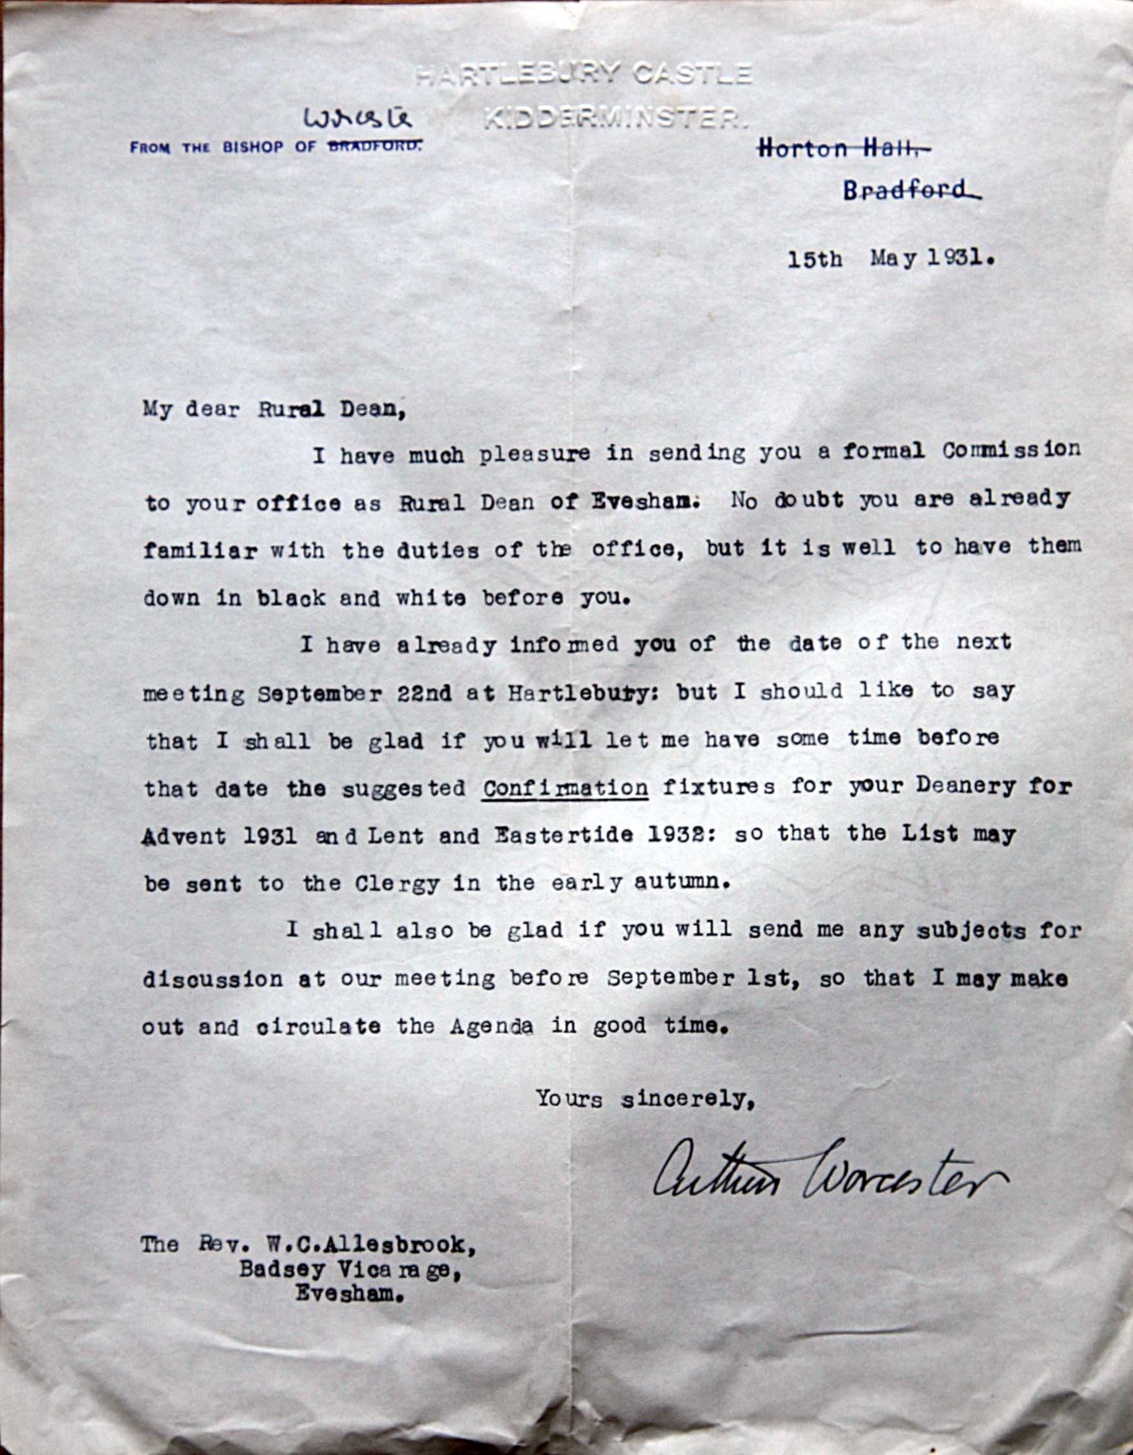 HARTLEBURY CASTLE
KIDDERMINSTER.
Worcester
FROM THE BISHOP OF BRADFORD.
Horton Hall,
Bradford
15th May 1931.
My dear Rural Dean,
I have much pleasure in sending you a formal Commission
to your office as Rural Dean of Evesham. No doubt you are already
familiar with the duties of the office, but it is well to have them
down in black and white before you.
I have already informed you of the date of the next
meeting September 22nd at Hartlebury: but I should like to say
that I shall be glad if you will let me have some time before
that date the suggested Confirmation fixtures for your Deanery for
Advent 1931 and Lent and Eastertide 1932: so that the List may
be sent to the Clergy in the early autumn.
I shall also be glad if you will send me any subjects for
discussion at our meeting before September 1st, so that I may make
out and circulate the Agenda in good time.
Yours sincerely,
Arthur Worcester
The Rev. W.C.Allesbrook,
Badsey Vicarage,
Evesham.